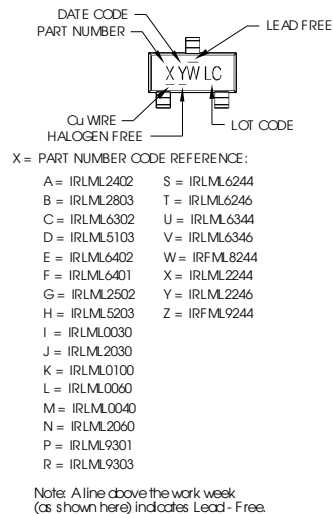 DATE CODE
PART NUMBER
LEAD FREE
X Y W LC
Cu WIRE
HALOGEN FREE
LOT CODE
X = PART NUMBER CODE REFERENCE:
A = IRLML2402 S = IRLML6244
B = IRLML2803 T = IRLML6246
C = IRLML6302 U = IRLML6344
D = IRLML5103 V = IRLML6346
E = IRLML6402 W = IRFML8244
F = IRLML6401 X = IRLML2244
G = IRLML2502 Y = IRLML2246
H = IRLML5203 Z = IRFML9244
I = IRLML0030
J = IRLML2030
K = IRLML0100
L = IRLML0060
M = IRLML0040
N = IRLML2060
P = IRLML9301
R = IRLML9303
Note: A line above the work week
(as shown here) indicates Lead - Free.